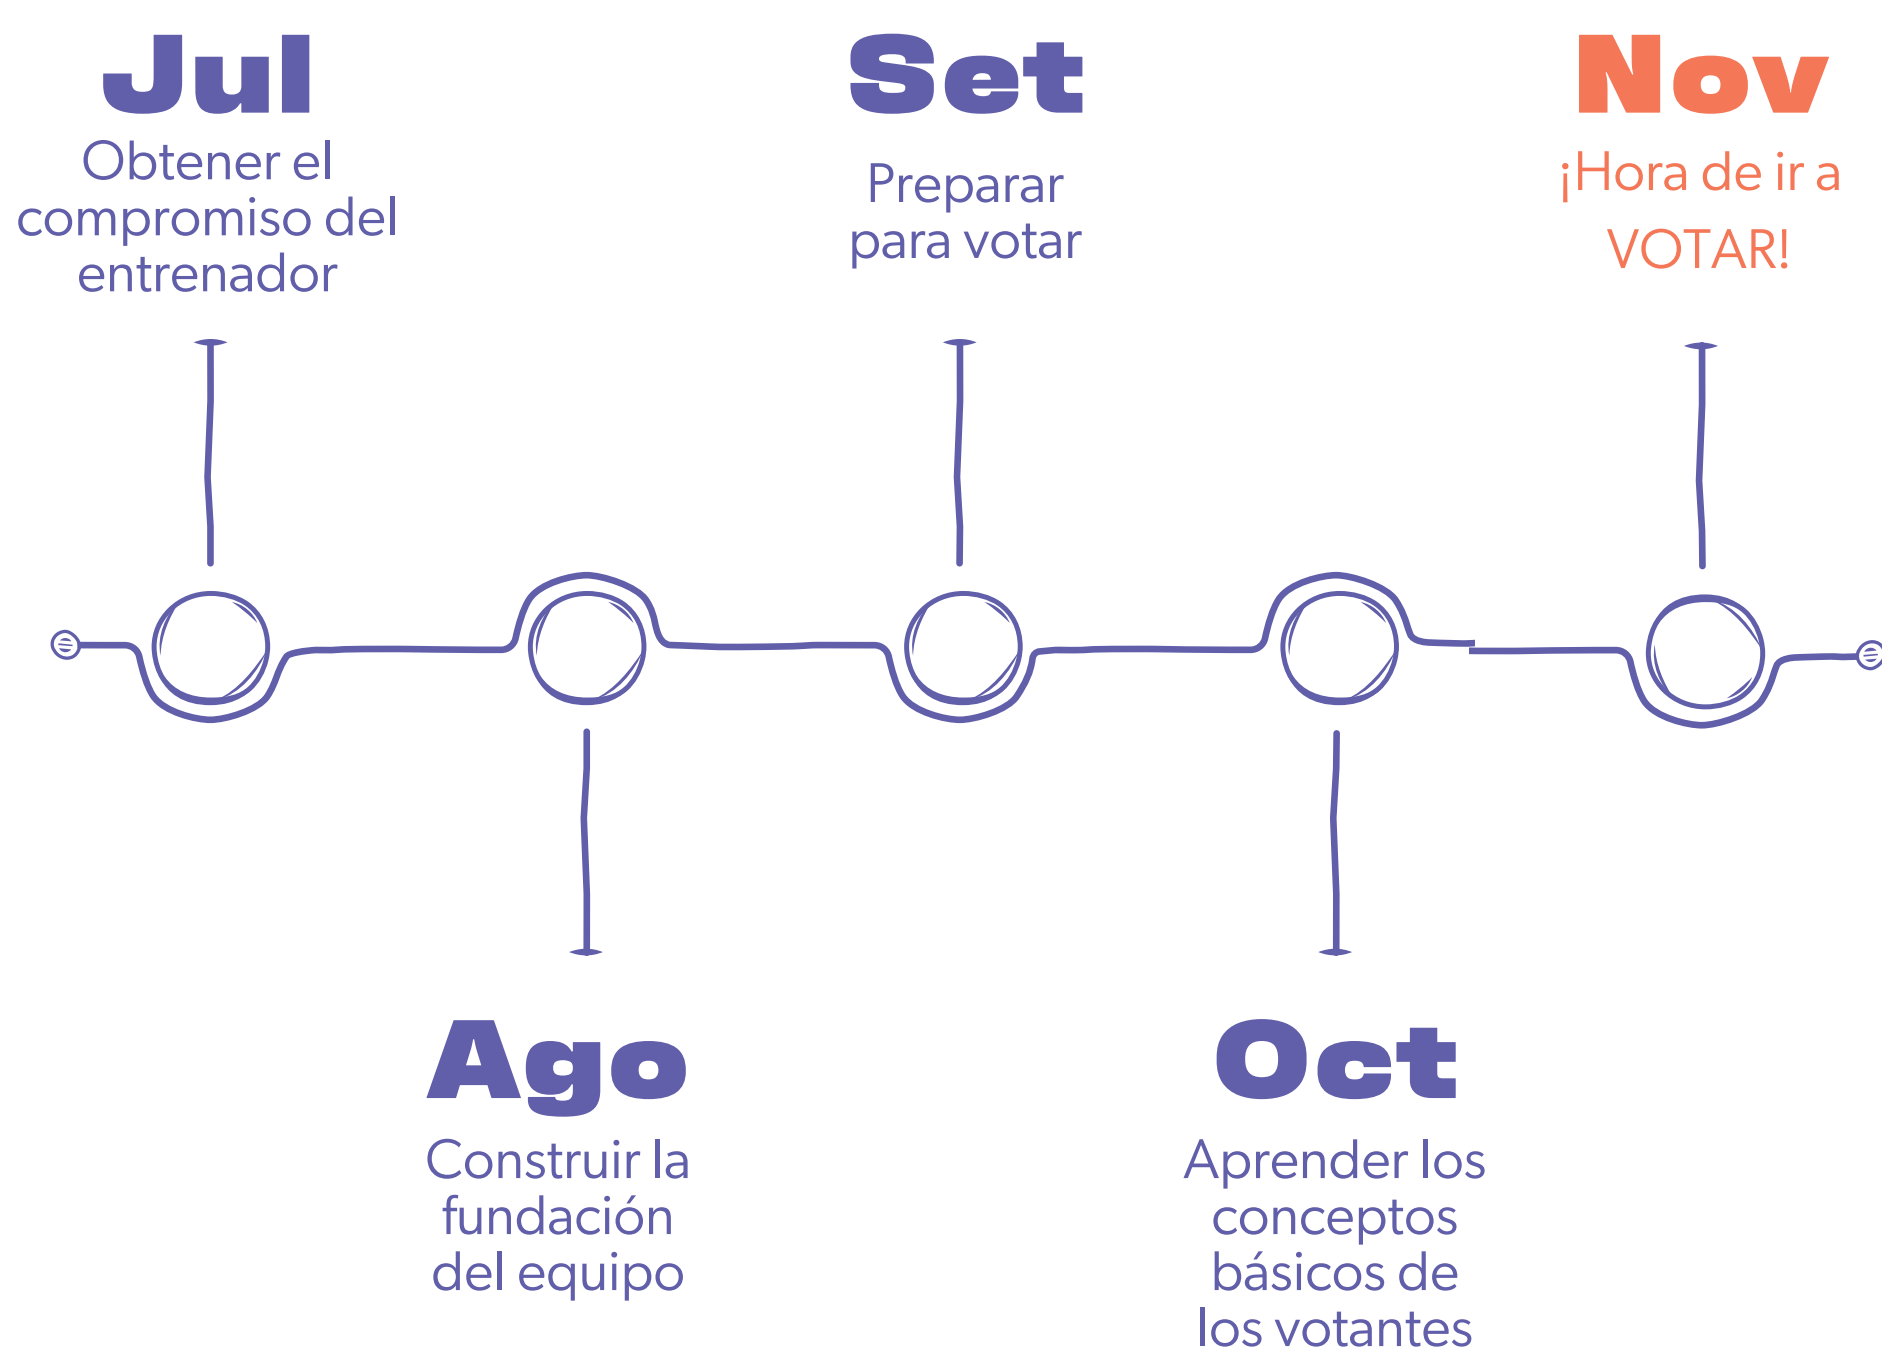 Jul
Obtener el
compromiso del
entrenador
Ago
Construir la
fundación
del equipo
Set
Preparar
para votar
Oct
Aprender los
conceptos
básicos de
los votantes
Nov
¡Hora de ir a
VOTAR!